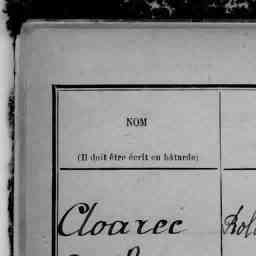 NOM
(Il doit être écrit en bâtarde)
Cloarec